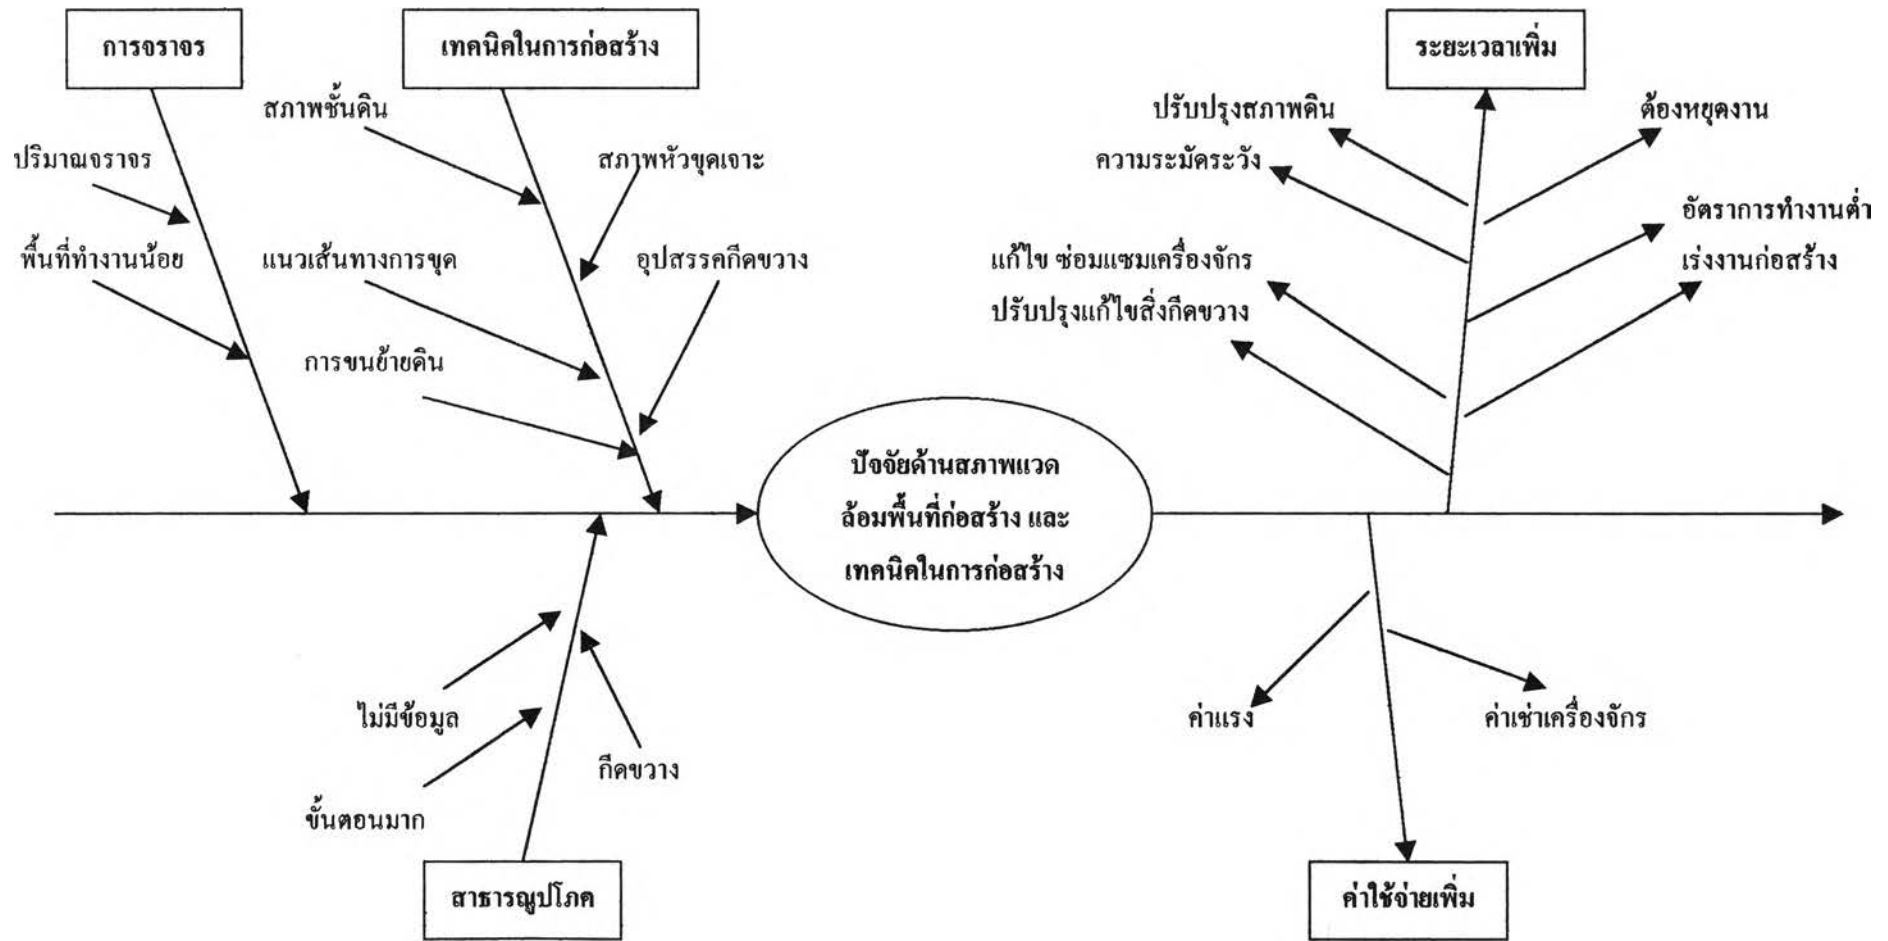 การจราจร
เทคนิคในการก่อสร้าง
ระยะเวลาเพิ่ม
สภาพชั้นดิน
ปรับปรุงสภาพดิน
ต้องหยุดงาน
ปริมาณจราจร
สภาพหัวขุดเจาะ
ความระมัดระวัง
อัตราการทำงานต่ำ
พื้นที่ทำงานน้อย
แนวเส้นทางการขุด
อุปสรรคกีดขวาง
แก้ไข ซ่อมแซมเครื่องจักร
เร่งงานก่อสร้าง
ปรับปรุงแก้ไขสิ่งกีดขวาง
การขนย้ายดิน
ปัจจัยด้านสภาพแวด
ล้อมพื้นที่ก่อสร้าง และ
เทคนิคในการก่อสร้าง
ไม่มีข้อมูล
ค่าแรง
ค่าเช่าเครื่องจักร
กีดขวาง
ขั้นตอนมาก
สาธารณูปโภค
ค่าใช้จ่ายเพิ่ม